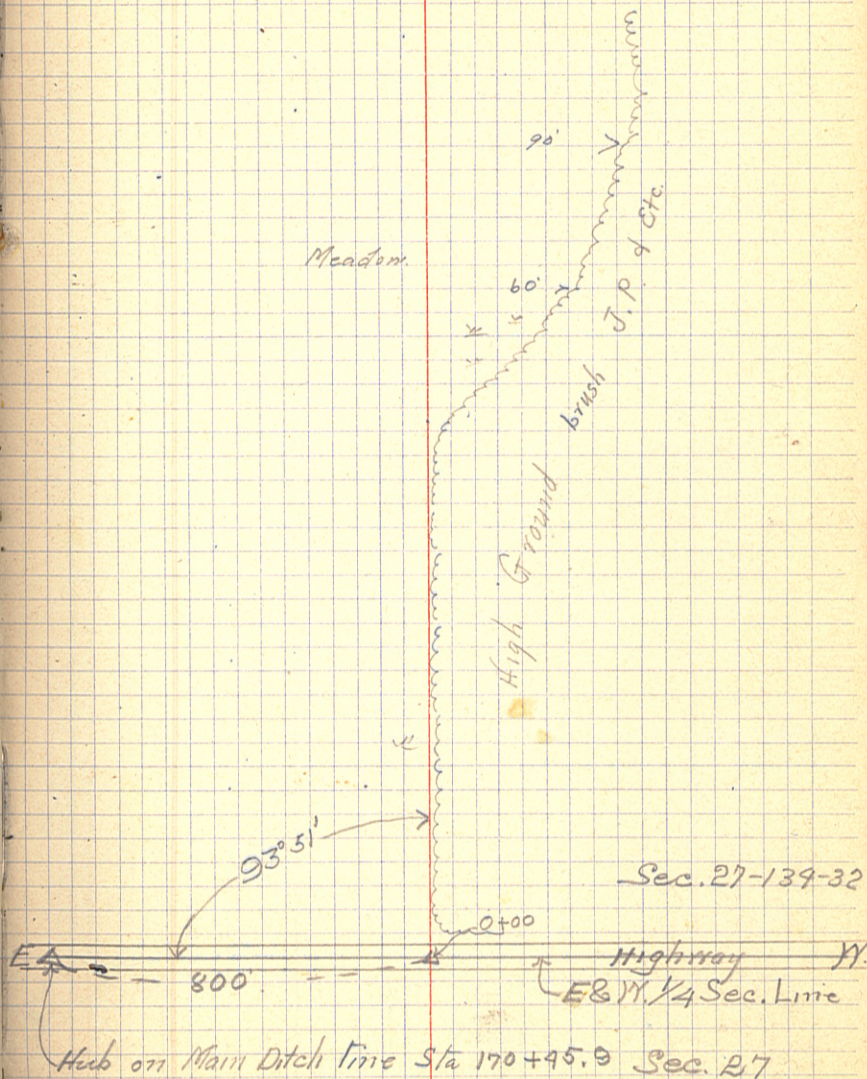 90'
Meadow.
60'
brush J.P. & Etc.
High Ground
93°51'
Sec. 27-134-32
0+00
E Highway W.
800'
E&W. 1/4 Sec. Line
Hub on Main Ditch Line Sta 170+45.9 Sec. 27